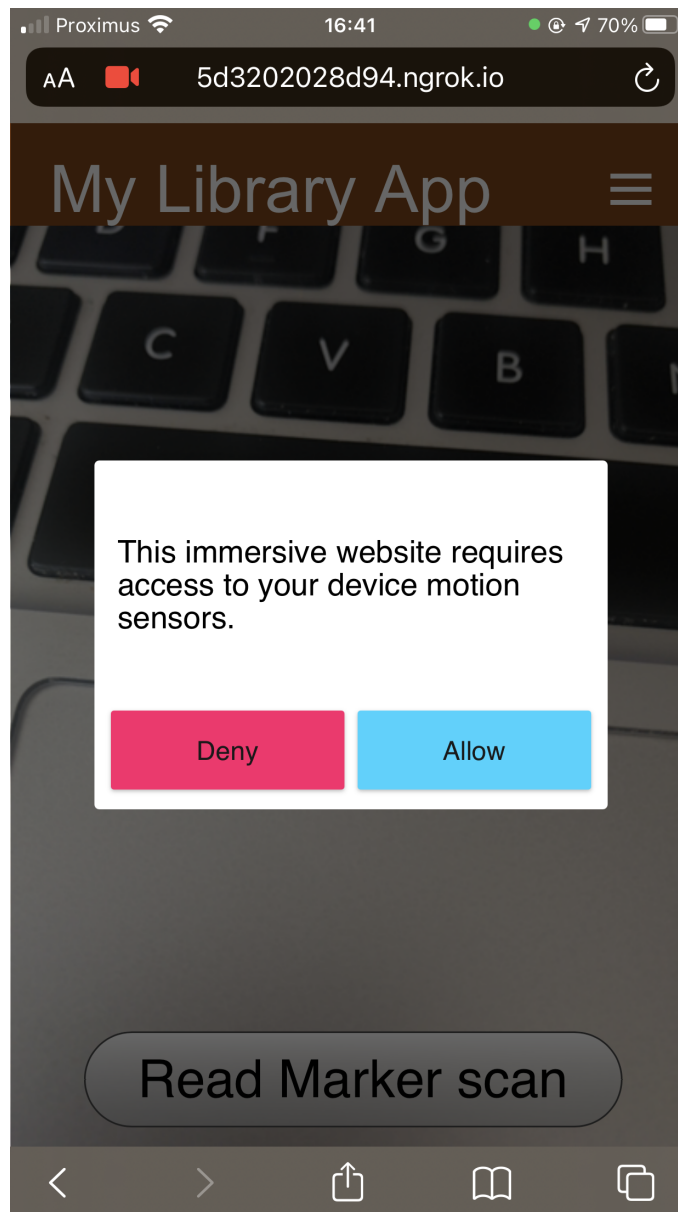 Proximus 16:41 70%
AA 5d3202028d94.ngrok.io
My Library App
F G H
C V B
This immersive website requires
access to your device motion
sensors.
Deny Allow
Read Marker scan